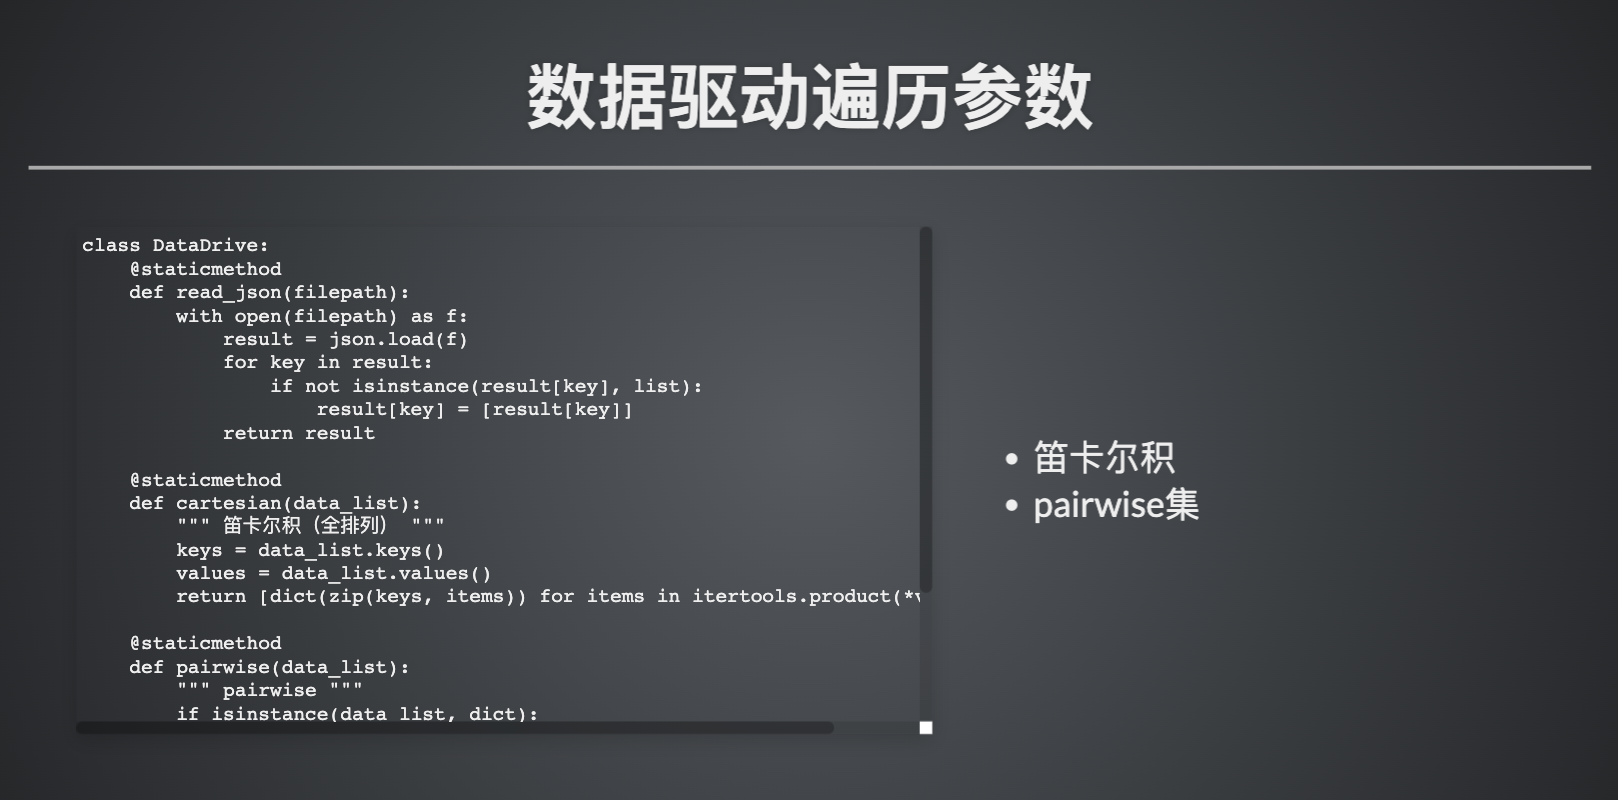 数据驱动遍历参数
class DataDrive:
    @staticmethod
    def read_json(filepath):
        with open(filepath) as f:
            result = json.load(f)
            for key in result:
                if not isinstance(result[key], list):
                    result[key] = [result[key]]
            return result
    @staticmethod
    def cartesian(data_list):
        """ 笛卡尔积（全排列） """
        keys = data_list.keys()
        values = data_list.values()
        return [dict(zip(keys, items)) for items in itertools.product(*v
    @staticmethod
    def pairwise(data_list):
        """ pairwise """
        if isinstance(data_list, dict):
• 笛卡尔积
• pairwise集